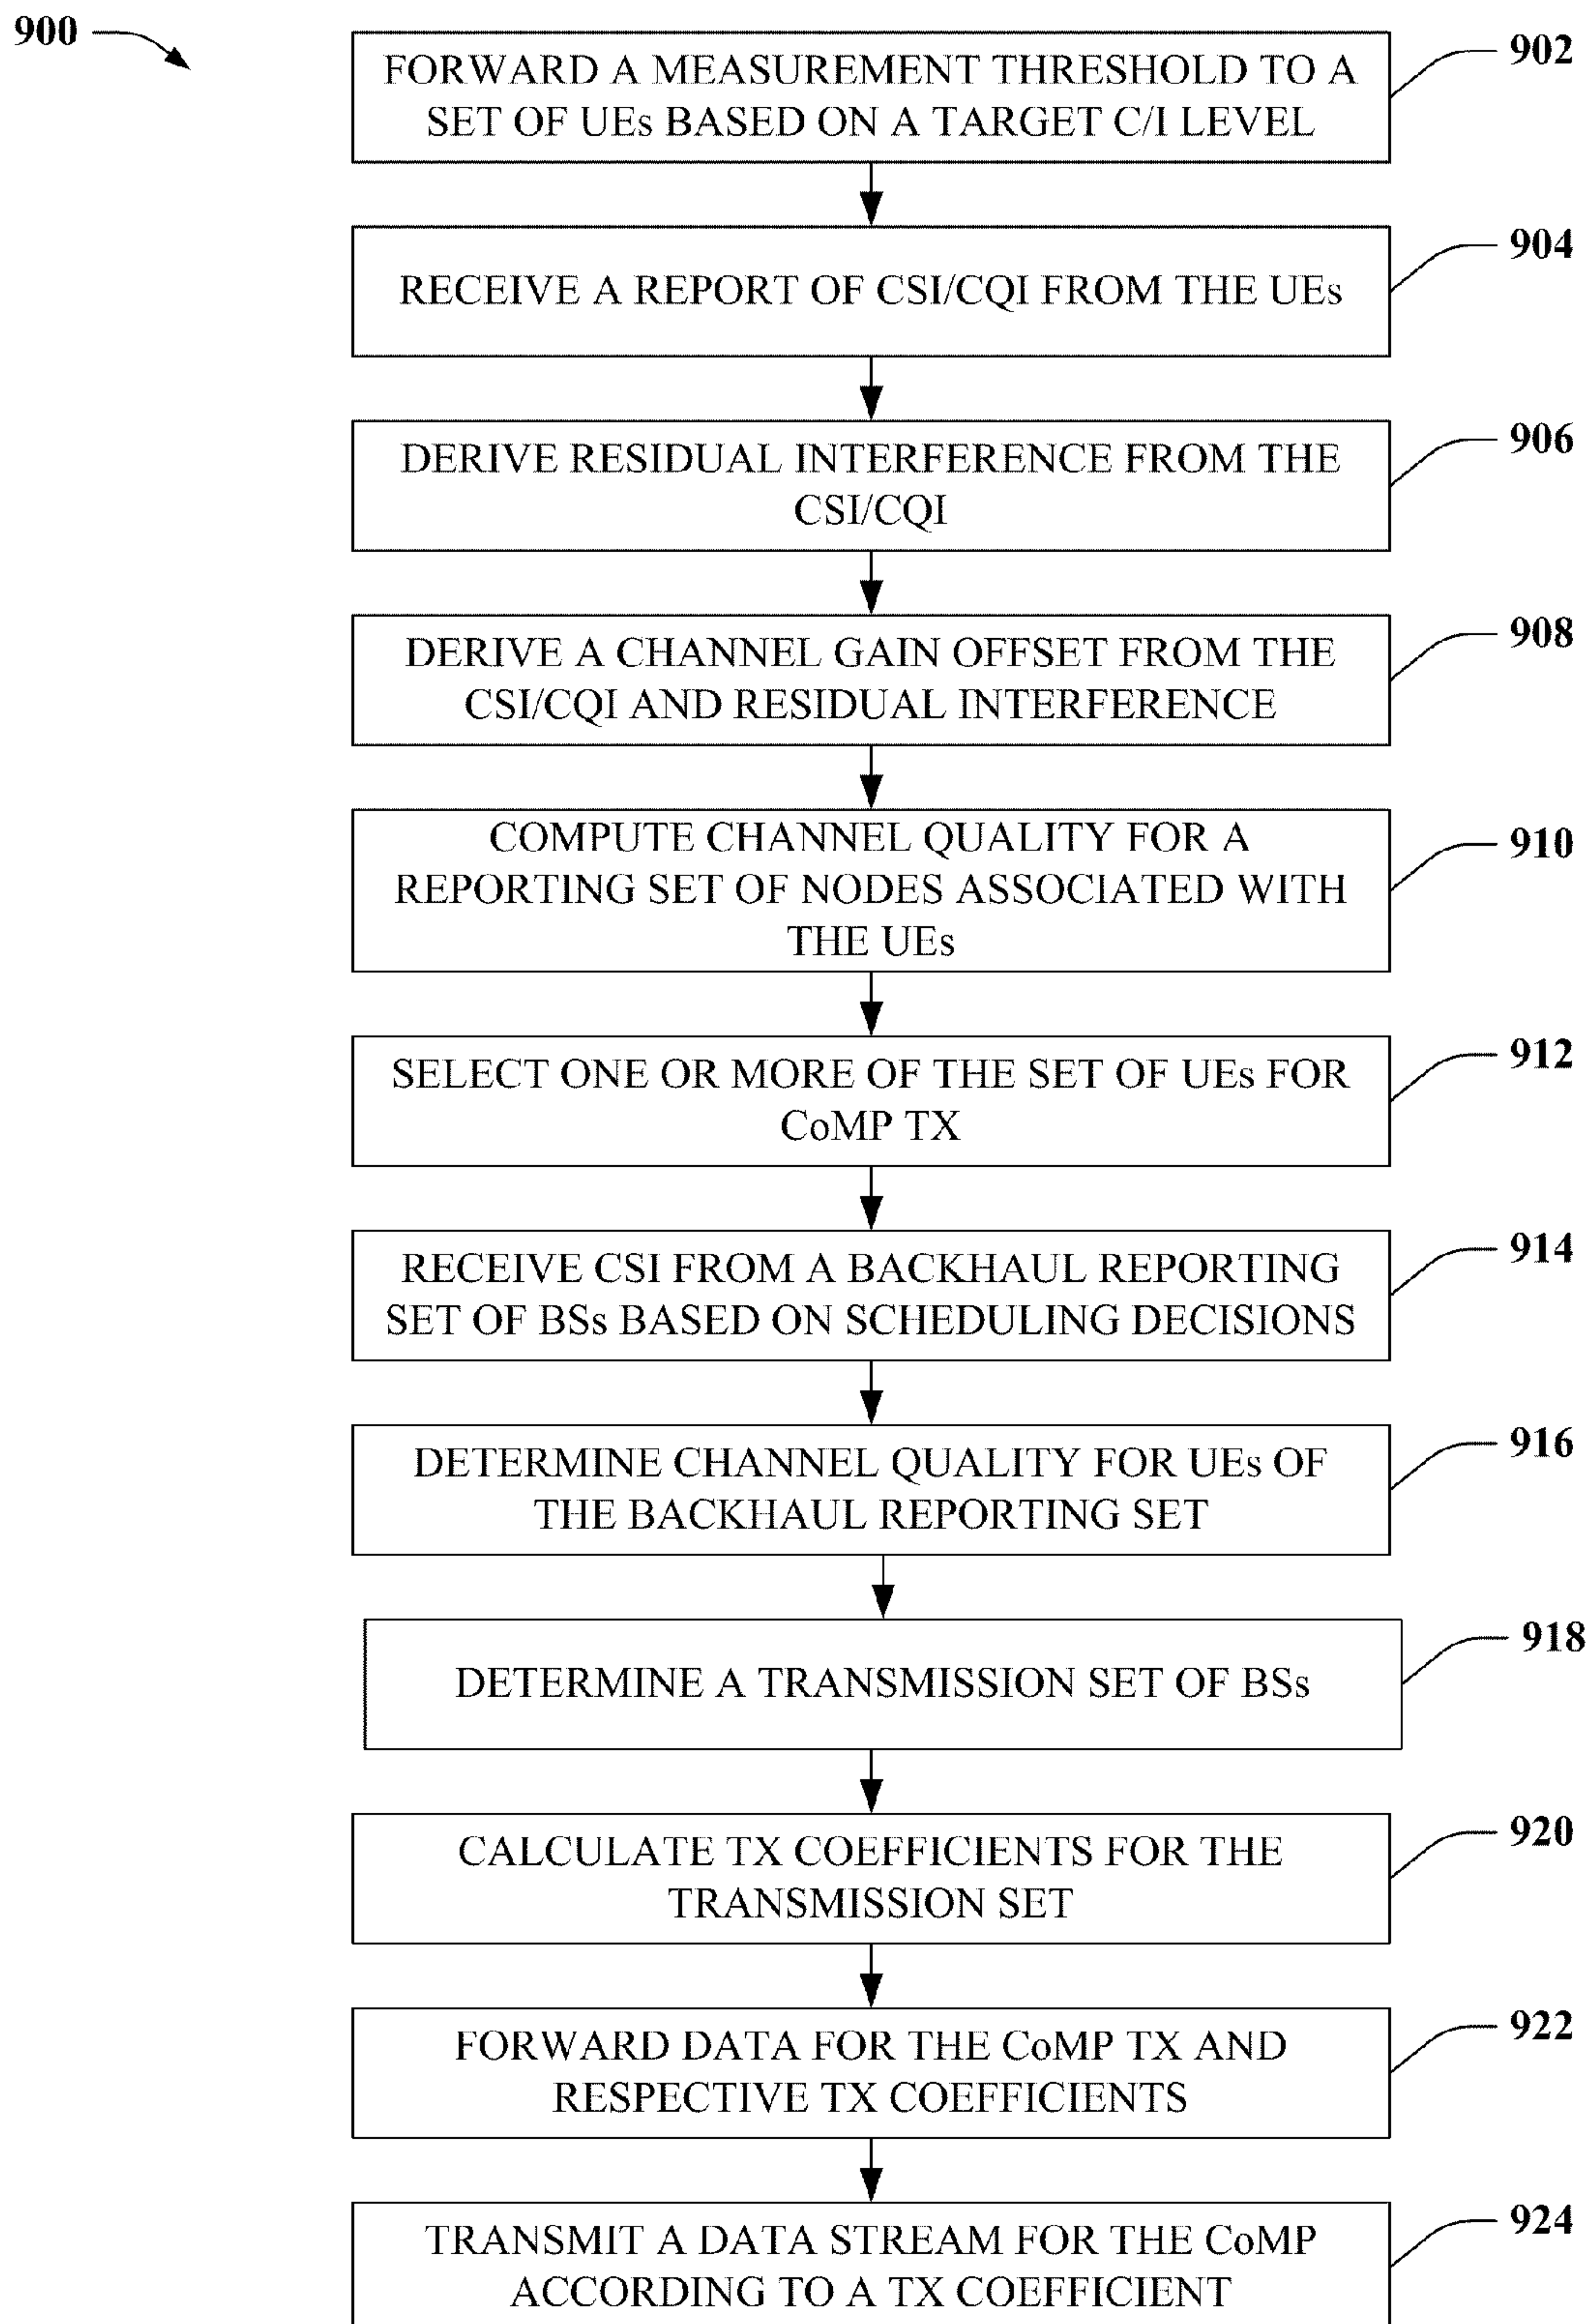 900
FORWARD A MEASUREMENT THRESHOLD TO A
SET OF UEs BASED ON A TARGET C/I LEVEL
902
RECEIVE A REPORT OF CSI/CQI FROM THE UEs
904
DERIVE RESIDUAL INTERFERENCE FROM THE
CSI/CQI
906
DERIVE A CHANNEL GAIN OFFSET FROM THE
CSI/CQI AND RESIDUAL INTERFERENCE
908
COMPUTE CHANNEL QUALITY FOR A
REPORTING SET OF NODES ASSOCIATED WITH
THE UEs
910
SELECT ONE OR MORE OF THE SET OF UEs FOR
CoMP TX
912
RECEIVE CSI FROM A BACKHAUL REPORTING
SET OF BSs BASED ON SCHEDULING DECISIONS
914
DETERMINE CHANNEL QUALITY FOR UEs OF
THE BACKHAUL REPORTING SET
916
DETERMINE A TRANSMISSION SET OF BSs
918
CALCULATE TX COEFFICIENTS FOR THE
TRANSMISSION SET
920
FORWARD DATA FOR THE CoMP TX AND
RESPECTIVE TX COEFFICIENTS
922
TRANSMIT A DATA STREAM FOR THE CoMP
ACCORDING TO A TX COEFFICIENT
924